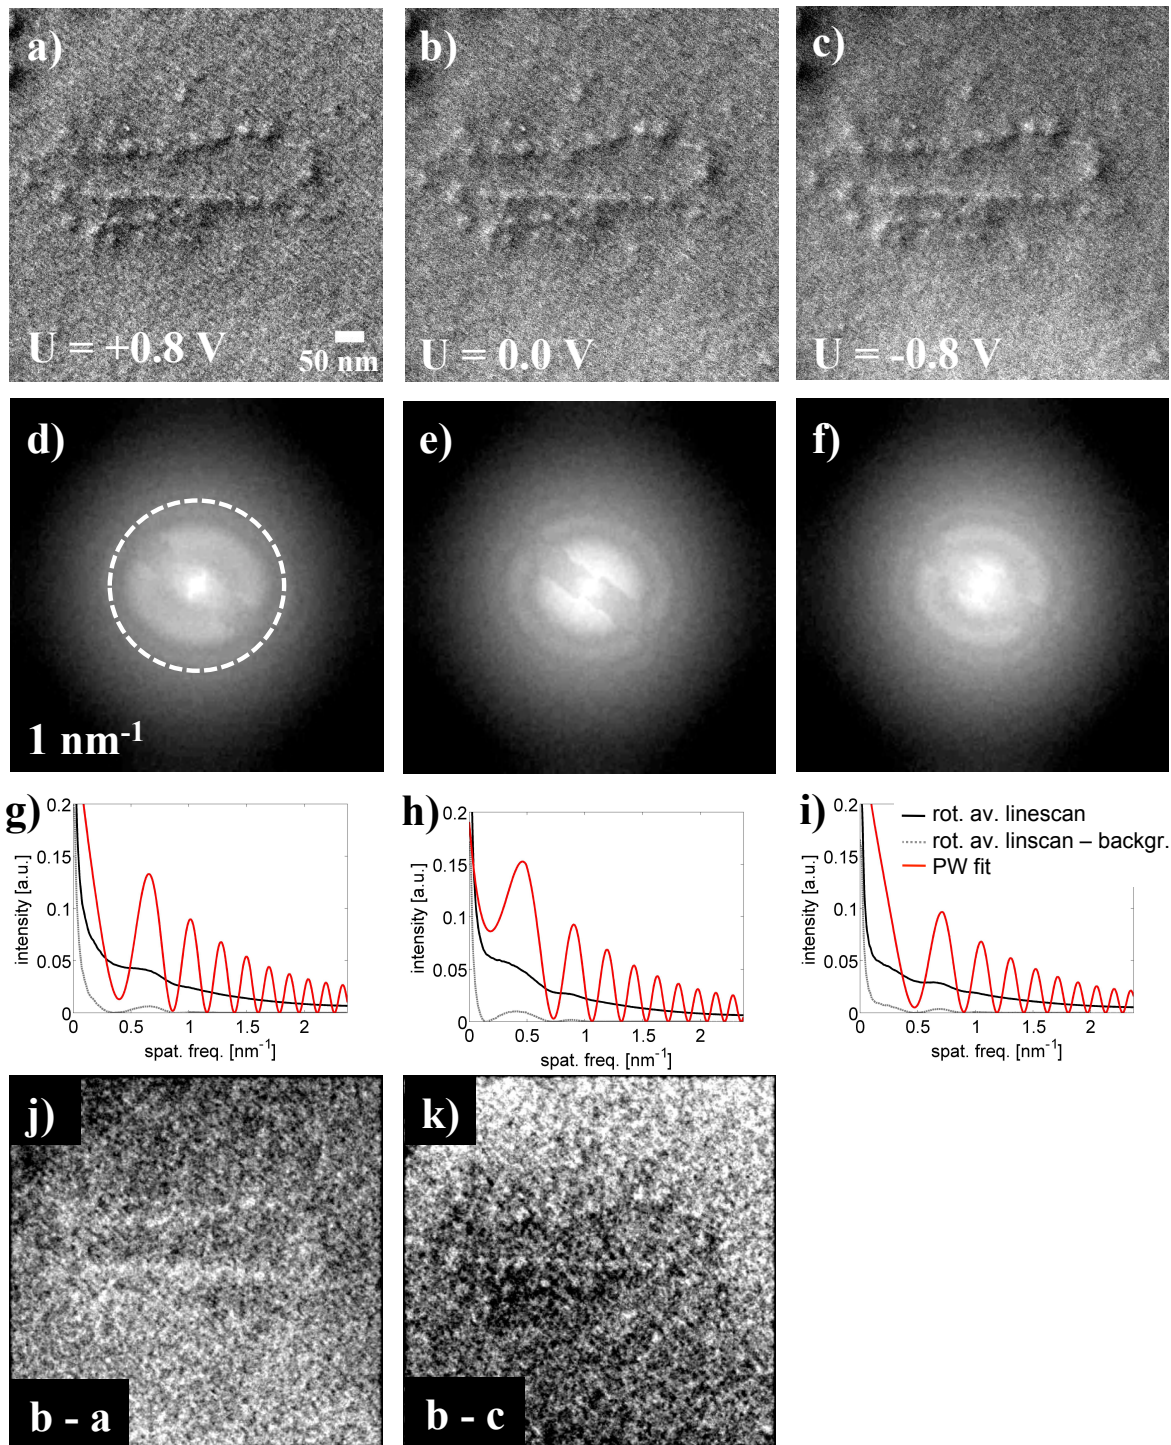 a)
b)
c)
U = +0.8 V
50 nm
U = 0.0 V
U = -0.8 V
d)
e)
f)
1 nm-1
g)
0.2
0.15
0.1
0.05
0
intensity [a.u.]
0 0.5 1 1.5 2
spat. freq. [nm-1]
h)
0.2
0.15
0.1
0.05
0
intensity [a.u.]
0 0.5 1 1.5 2
spat. freq. [nm-1]
i)
0.2
0.15
0.1
0.05
0
intensity [a.u.]
0 0.5 1 1.5 2
spat. freq. [nm-1]
rot. av. linescan
rot. av. linscan – backgr.
PW fit
j)
b - a
k)
b - c